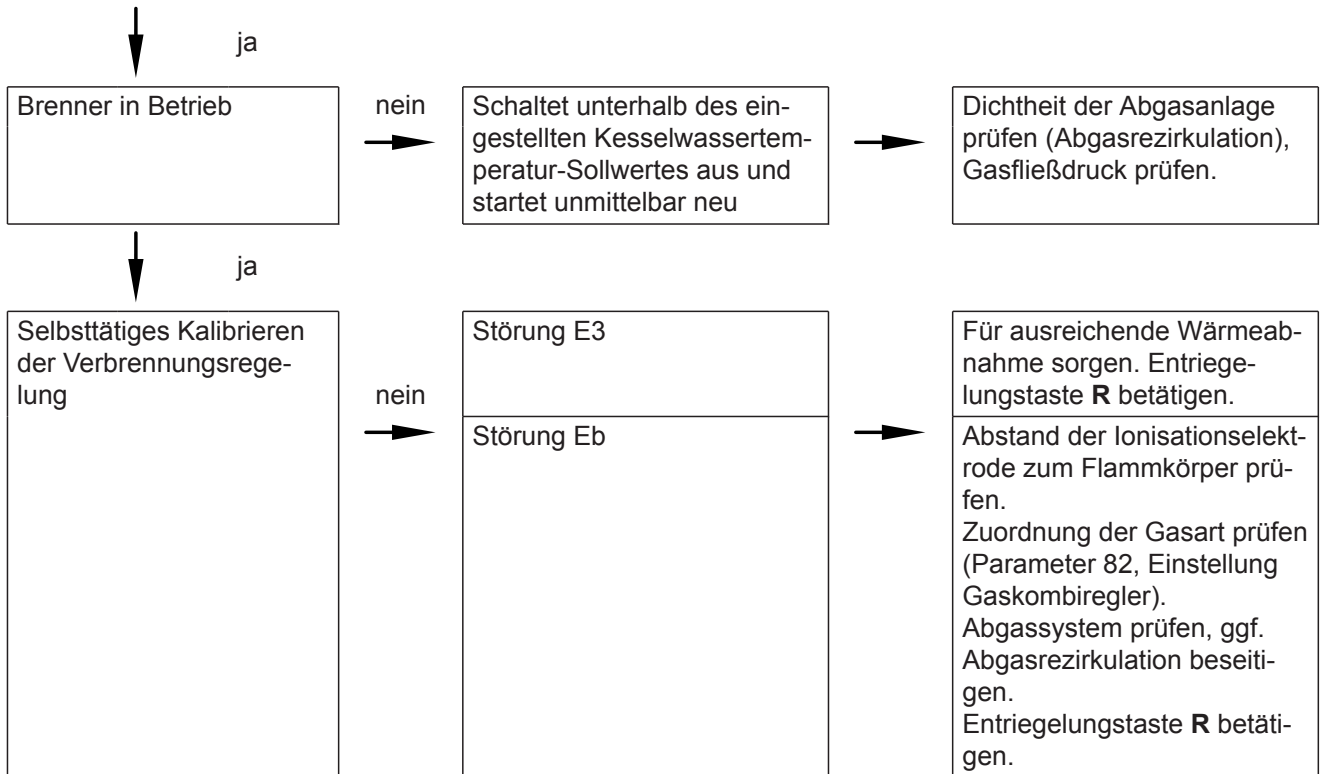 ja
Brenner in Betrieb
nein
Schaltet unterhalb des ein-
gestellten Kesselwassertem-
peratur-Sollwertes aus und
startet unmittelbar neu
Dichtheit der Abgasanlage
prüfen (Abgasrezirkulation),
Gasfließdruck prüfen.
ja
Selbsttätiges Kalibrieren
der Verbrennungsrege-
lung
nein
Störung E3
Für ausreichende Wärmeab-
nahme sorgen. Entriege-
lungstaste R betätigen.
Störung Eb
Abstand der Ionisationselekt-
rode zum Flammkörper prü-
fen.
Zuordnung der Gasart prüfen
(Parameter 82, Einstellung
Gaskombiregler).
Abgassystem prüfen, ggf.
Abgasrezirkulation beseiti-
gen.
Entriegelungstaste R betäti-
gen.